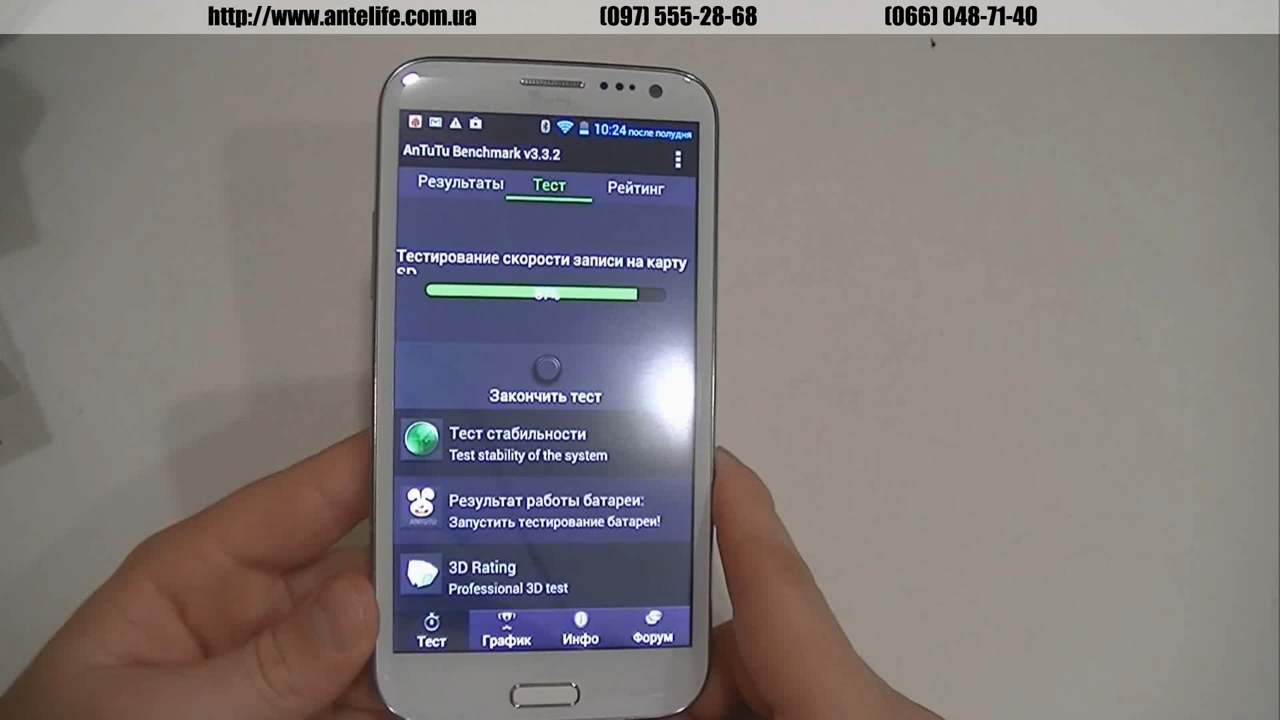 http://www.antelife.com.ua (097) 555-28-68 (066) 048-71-40
10:24 после полудня
AnTuTu Benchmark v3.3.2
Результаты Тест Рейтинг
Тестирование скорости записи на карту
Закончить тест
Тест стабильности
Test stability of the system
Результат работы батареи:
Запустить тестирование батареи!
ANTUTU
3D Rating
Professional 3D test
Тест График Инфо Форум